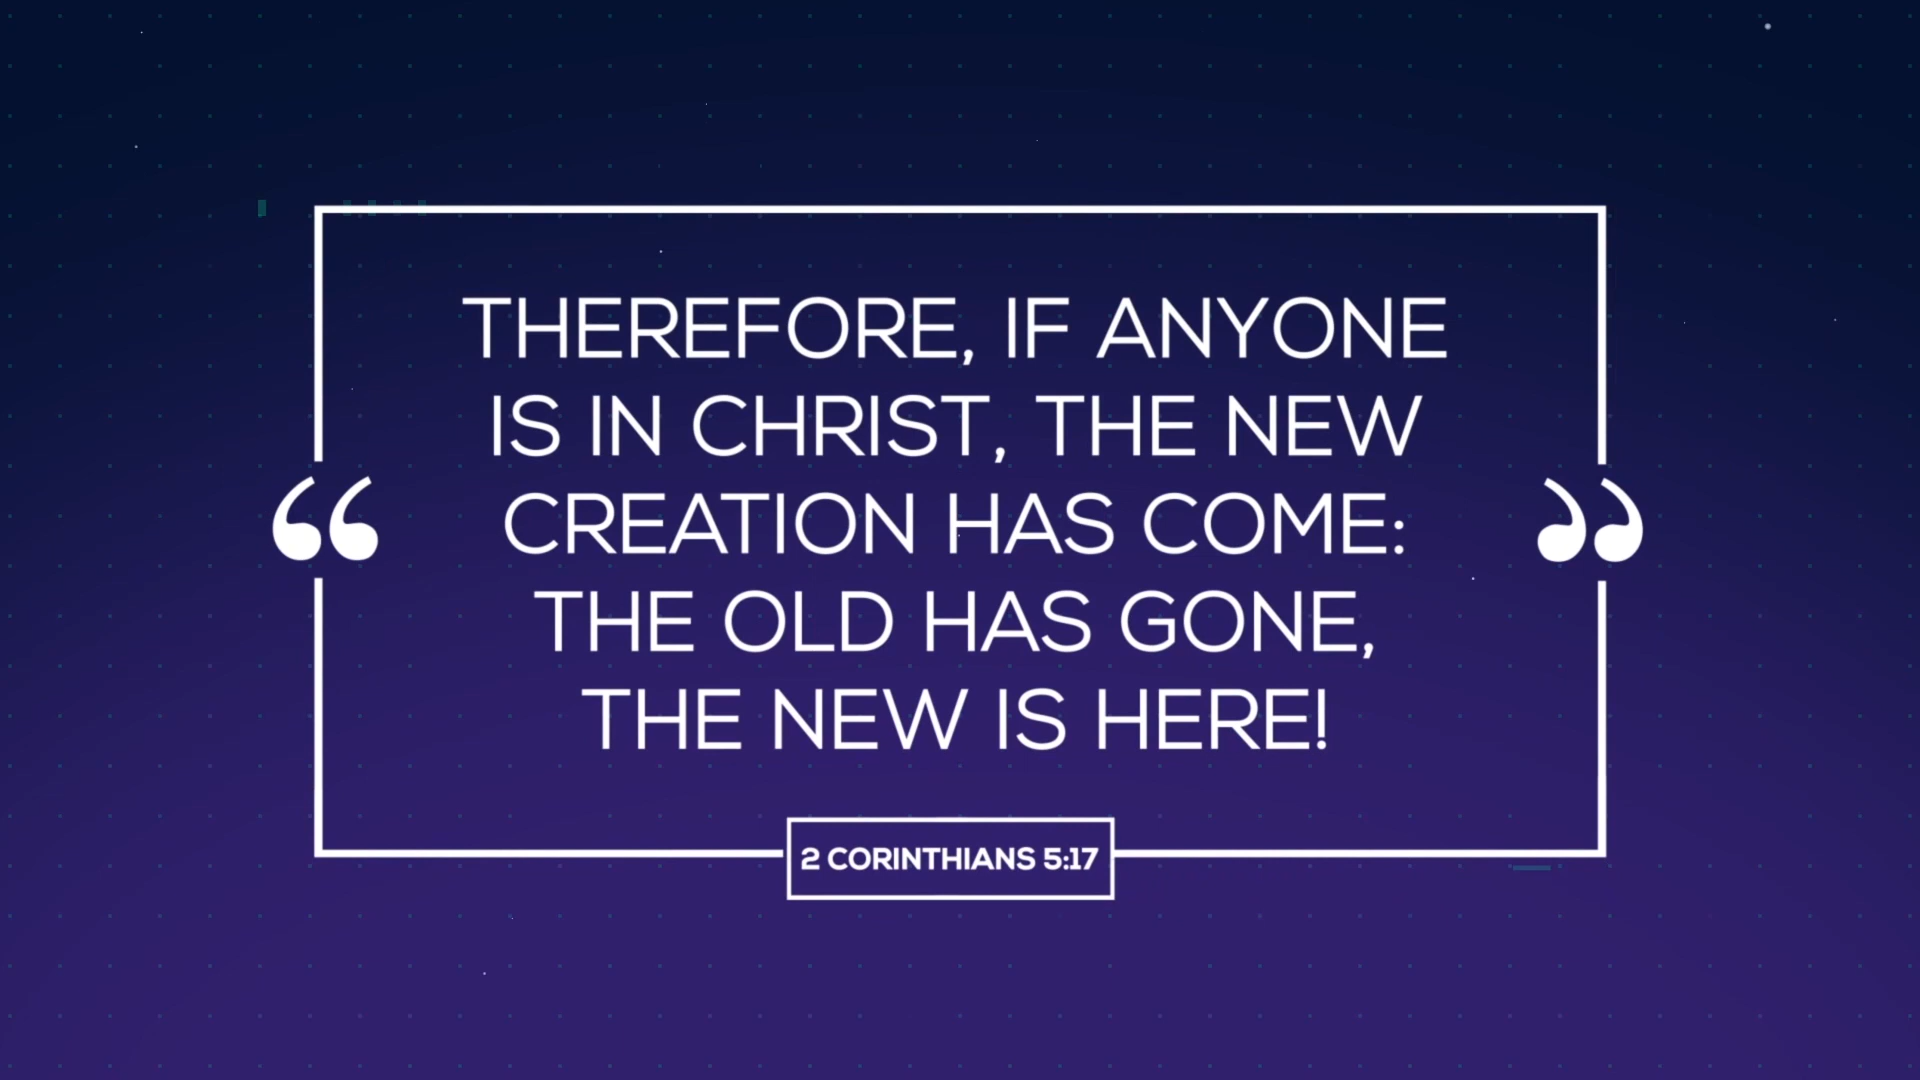 THEREFORE, IF ANYONE
IS IN CHRIST, THE NEW
CREATION HAS COME:
THE OLD HAS GONE,
THE NEW IS HERE!
2 CORINTHIANS 5:17